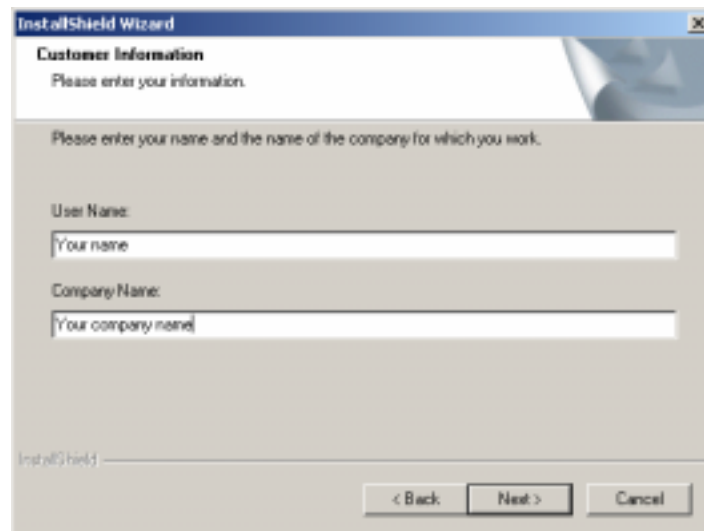 InstallShield Wizard
Customer Information
Please enter your information.
Please enter your name and the name of the company for which you work.
User Name:
Your name
Company Name:
Your company name
InstallShield
< Back
Next >
Cancel